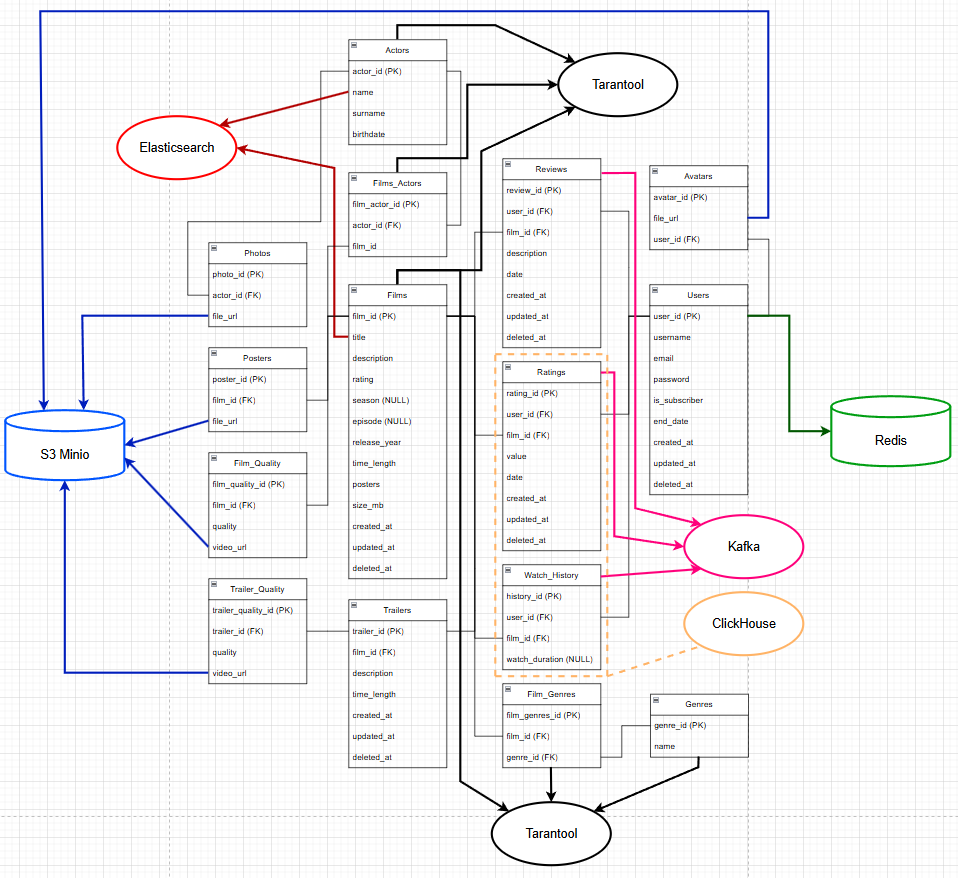 Actors
actor_id (PK)
name
surname
birthdate
Tarantool
Elasticsearch
Films_Actors
film_actor_id (PK)
actor_id (FK)
film_id
Reviews
review_id (PK)
user_id (FK)
film_id (FK)
description
date
created_at
updated_at
deleted_at
Avatars
avatar_id (PK)
file_url
user_id (FK)
Photos
photo_id (PK)
actor_id (FK)
file_url
Films
film_id (PK)
title
description
rating
season (NULL)
episode (NULL)
release_year
time_length
posters
size_mb
created_at
updated_at
deleted_at
Users
user_id (PK)
username
email
password
is_subscriber
end_date
created_at
updated_at
deleted_at
Posters
poster_id (PK)
film_id (FK)
file_url
Ratings
rating_id (PK)
user_id (FK)
film_id (FK)
value
date
created_at
updated_at
deleted_at
S3 Minio
Redis
Film_Quality
film_quality_id (PK)
film_id (FK)
quality
video_url
Kafka
Watch_History
history_id (PK)
user_id (FK)
film_id (FK)
watch_duration (NULL)
ClickHouse
Trailer_Quality
trailer_quality_id (PK)
trailer_id (FK)
quality
video_url
Trailers
trailer_id (PK)
film_id (FK)
description
time_length
created_at
updated_at
deleted_at
Film_Genres
film_genres_id (PK)
film_id (FK)
genre_id (FK)
Genres
genre_id (PK)
name
Tarantool